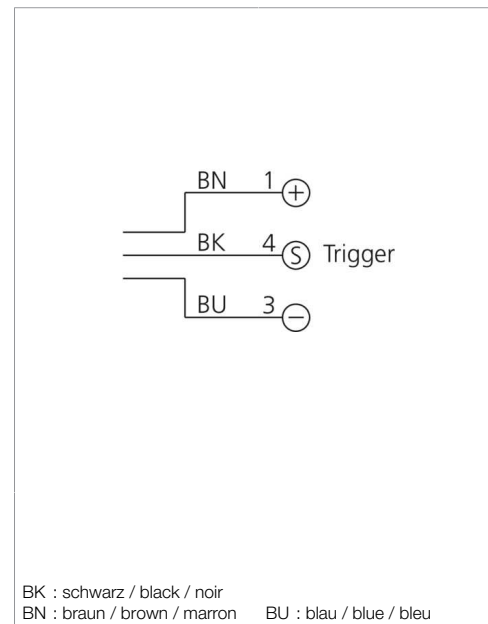 BN 1 +
BK 4 S Trigger
BU 3 −
BK : schwarz / black / noir
BN : braun / brown / marron BU : blau / blue / bleu